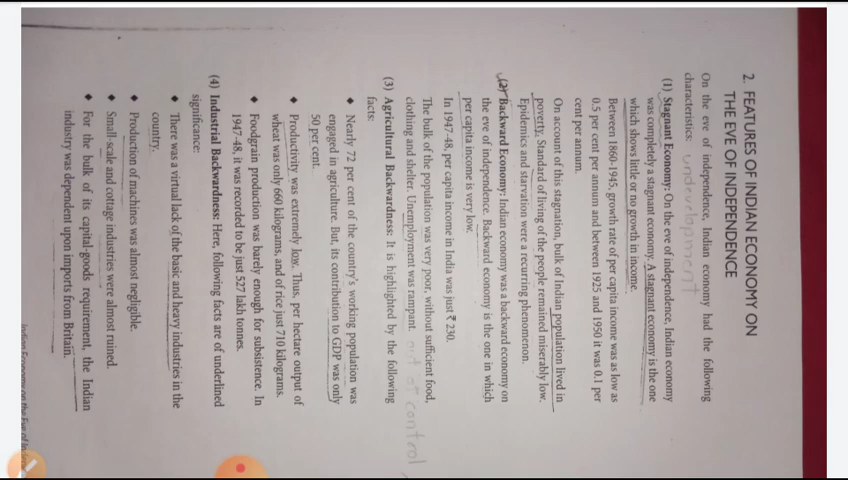 2. FEATURES OF INDIAN ECONOMY ON
THE EVE OF INDEPENDENCE
On the eve of independence, Indian economy had the following
characteristics: undevelopment
(1) Stagnant Economy: On the eve of independence, Indian economy
was completely a stagnant economy. A stagnant economy is the one
which shows little or no growth in income.
Between 1860-1945, growth rate of per capita income was as low as
0.5 per cent per annum and between 1925 and 1950, it was 0.1 per
cent per annum.
On account of this stagnation, bulk of Indian population lived in
poverty. Standard of living of the people remained miserably low.
Epidemics and starvation were a recurring phenomenon.
(2) Backward Economy: Indian economy was a backward economy on
the eve of independence. Backward economy is the one in which
per capita income is very low.
In 1947-48, per capita income in India was just ₹ 230.
The bulk of the population was very poor, without sufficient food,
clothing and shelter. Unemployment was rampant. out of control
(3) Agricultural Backwardness: It is highlighted by the following
facts:
◆ Nearly 72 per cent of the country's working population was
engaged in agriculture. But, its contribution to GDP was only
50 per cent.
◆ Productivity was extremely low. Thus, per hectare output of
wheat was only 660 kilograms, and of rice just 710 kilograms.
◆ Foodgrain production was barely enough for subsistence. In
1947-48, it was recorded to be just 527 lakh tonnes.
(4) Industrial Backwardness: Here, following facts are of underlined
significance:
◆ There was a virtual lack of the basic and heavy industries in the
country.
◆ Production of machines was almost negligible.
◆ Small-scale and cottage industries were almost ruined.
◆ For the bulk of its capital-goods requirement, the Indian
industry was dependent upon imports from Britain.
Indian Economy on the Eve of